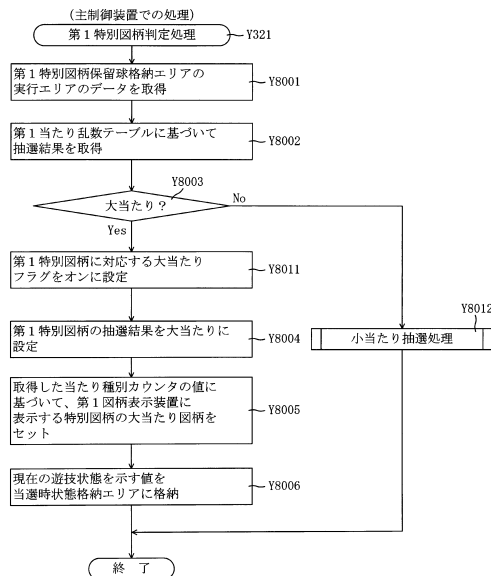 (主制御装置での処理)
第1特別図柄判定処理
Y321
第1特別図柄保留球格納エリアの
実行エリアのデータを取得
Y8001
第1当たり乱数テーブルに基づいて
抽選結果を取得
Y8002
大当たり?
Y8003
No
Yes
第1特別図柄に対応する大当たり
フラグをオンに設定
Y8011
第1特別図柄の抽選結果を大当たりに
設定
Y8004
小当たり抽選処理
Y8012
取得した当たり種別カウンタの値に
基づいて、第1図柄表示装置に
表示する特別図柄の大当たり図柄を
セット
Y8005
現在の遊技状態を示す値を
当選時状態格納エリアに格納
Y8006
終了